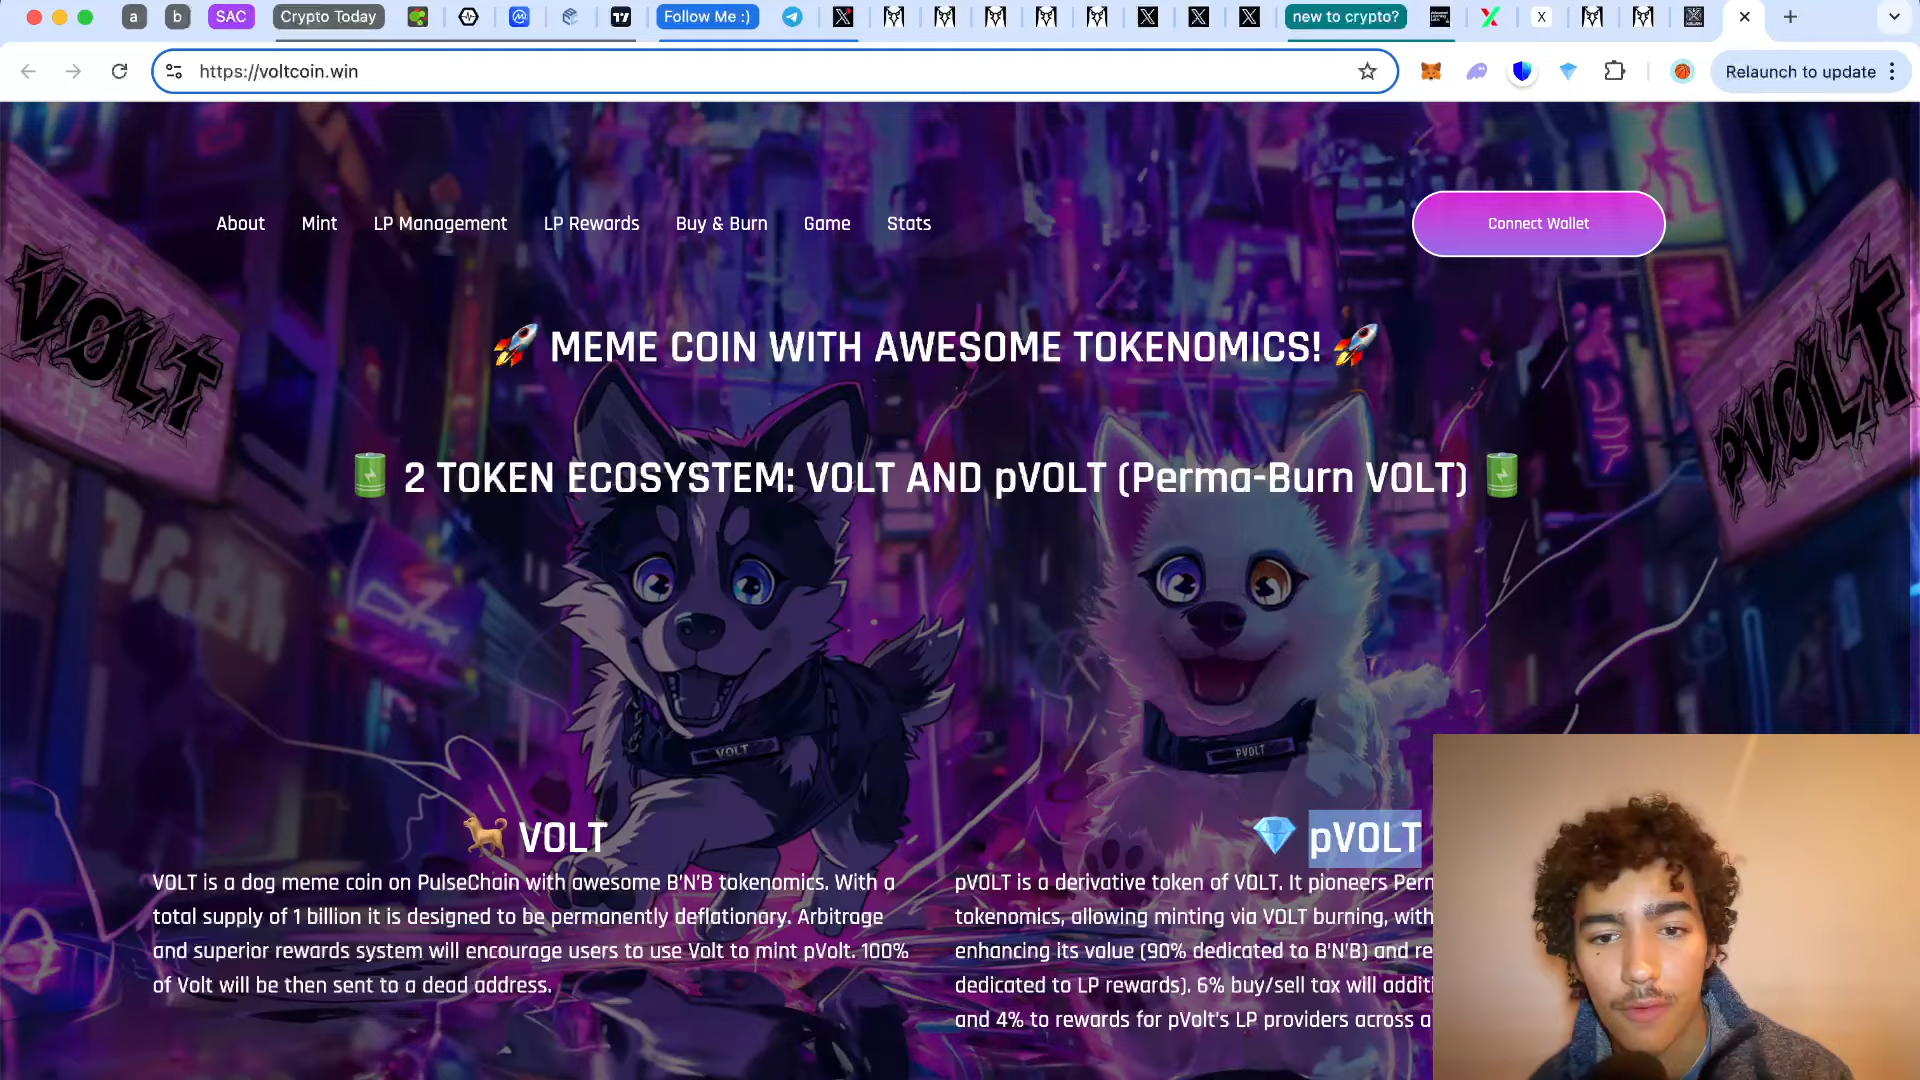 a
b
SAC
Crypto Today
Follow Me :)
new to crypto?
https://voltcoin.win
Relaunch to update
About
Mint
LP Management
LP Rewards
Buy & Burn
Game
Stats
Connect Wallet
VOLT
PVOLT
🚀 MEME COIN WITH AWESOME TOKENOMICS! 🚀
🔋 2 TOKEN ECOSYSTEM: VOLT AND pVOLT (Perma-Burn VOLT) 🔋
VOLT
PVOLT
🐕 VOLT
VOLT is a dog meme coin on PulseChain with awesome B'N'B tokenomics. With a
total supply of 1 billion it is designed to be permanently deflationary. Arbitrage
and superior rewards system will encourage users to use Volt to mint pVolt. 100%
of Volt will be then sent to a dead address.
💎 pVOLT
pVOLT is a derivative token of VOLT. It pioneers Perm
tokenomics, allowing minting via VOLT burning, with
enhancing its value (90% dedicated to B'N'B) and re
dedicated to LP rewards). 6% buy/sell tax will additi
and 4% to rewards for pVolt's LP providers across a